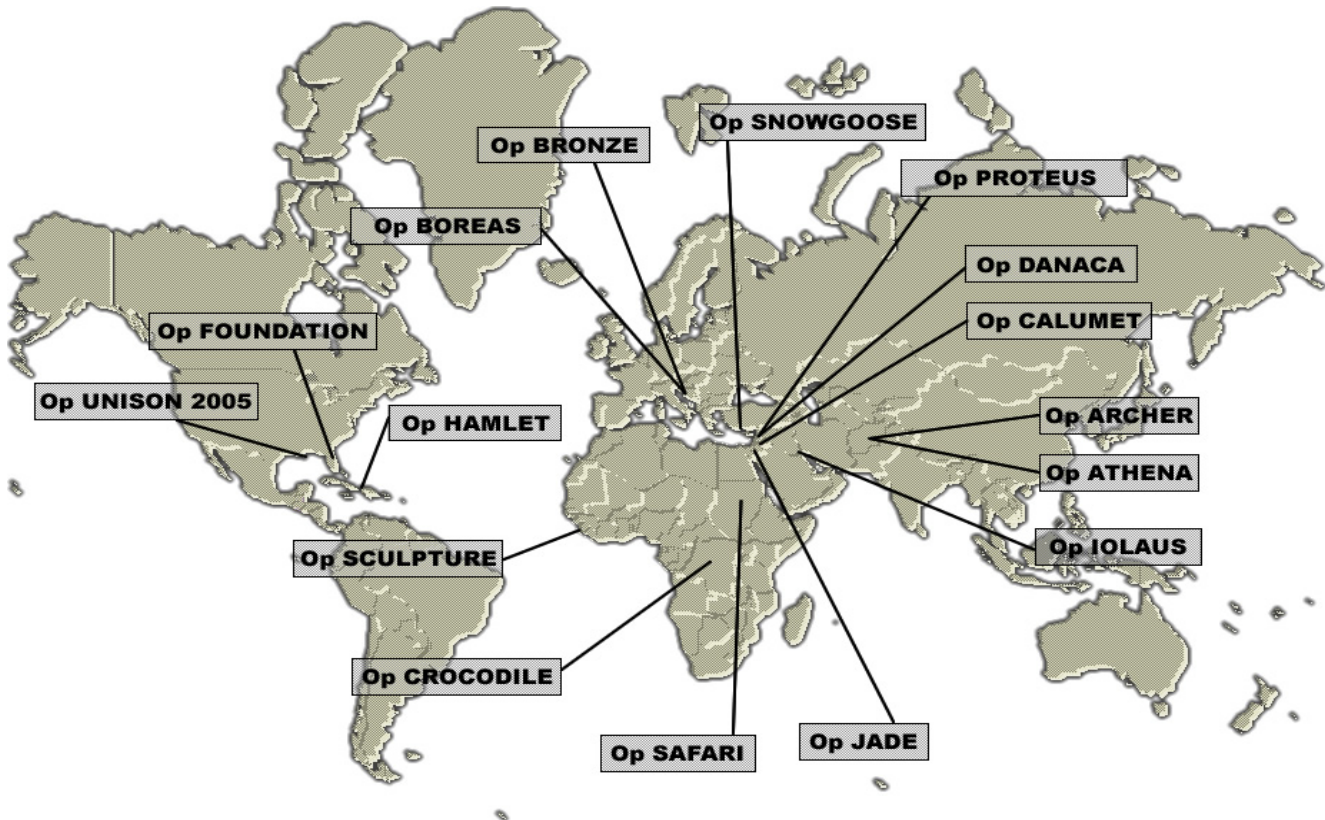 Op SNOWGOOSE
Op BRONZE
Op PROTEUS
Op BOREAS
Op DANACA
Op CALUMET
Op FOUNDATION
Op UNISON 2005
Op HAMLET
Op ARCHER
Op ATHENA
Op IOLAUS
Op SCULPTURE
Op CROCODILE
Op SAFARI
Op JADE